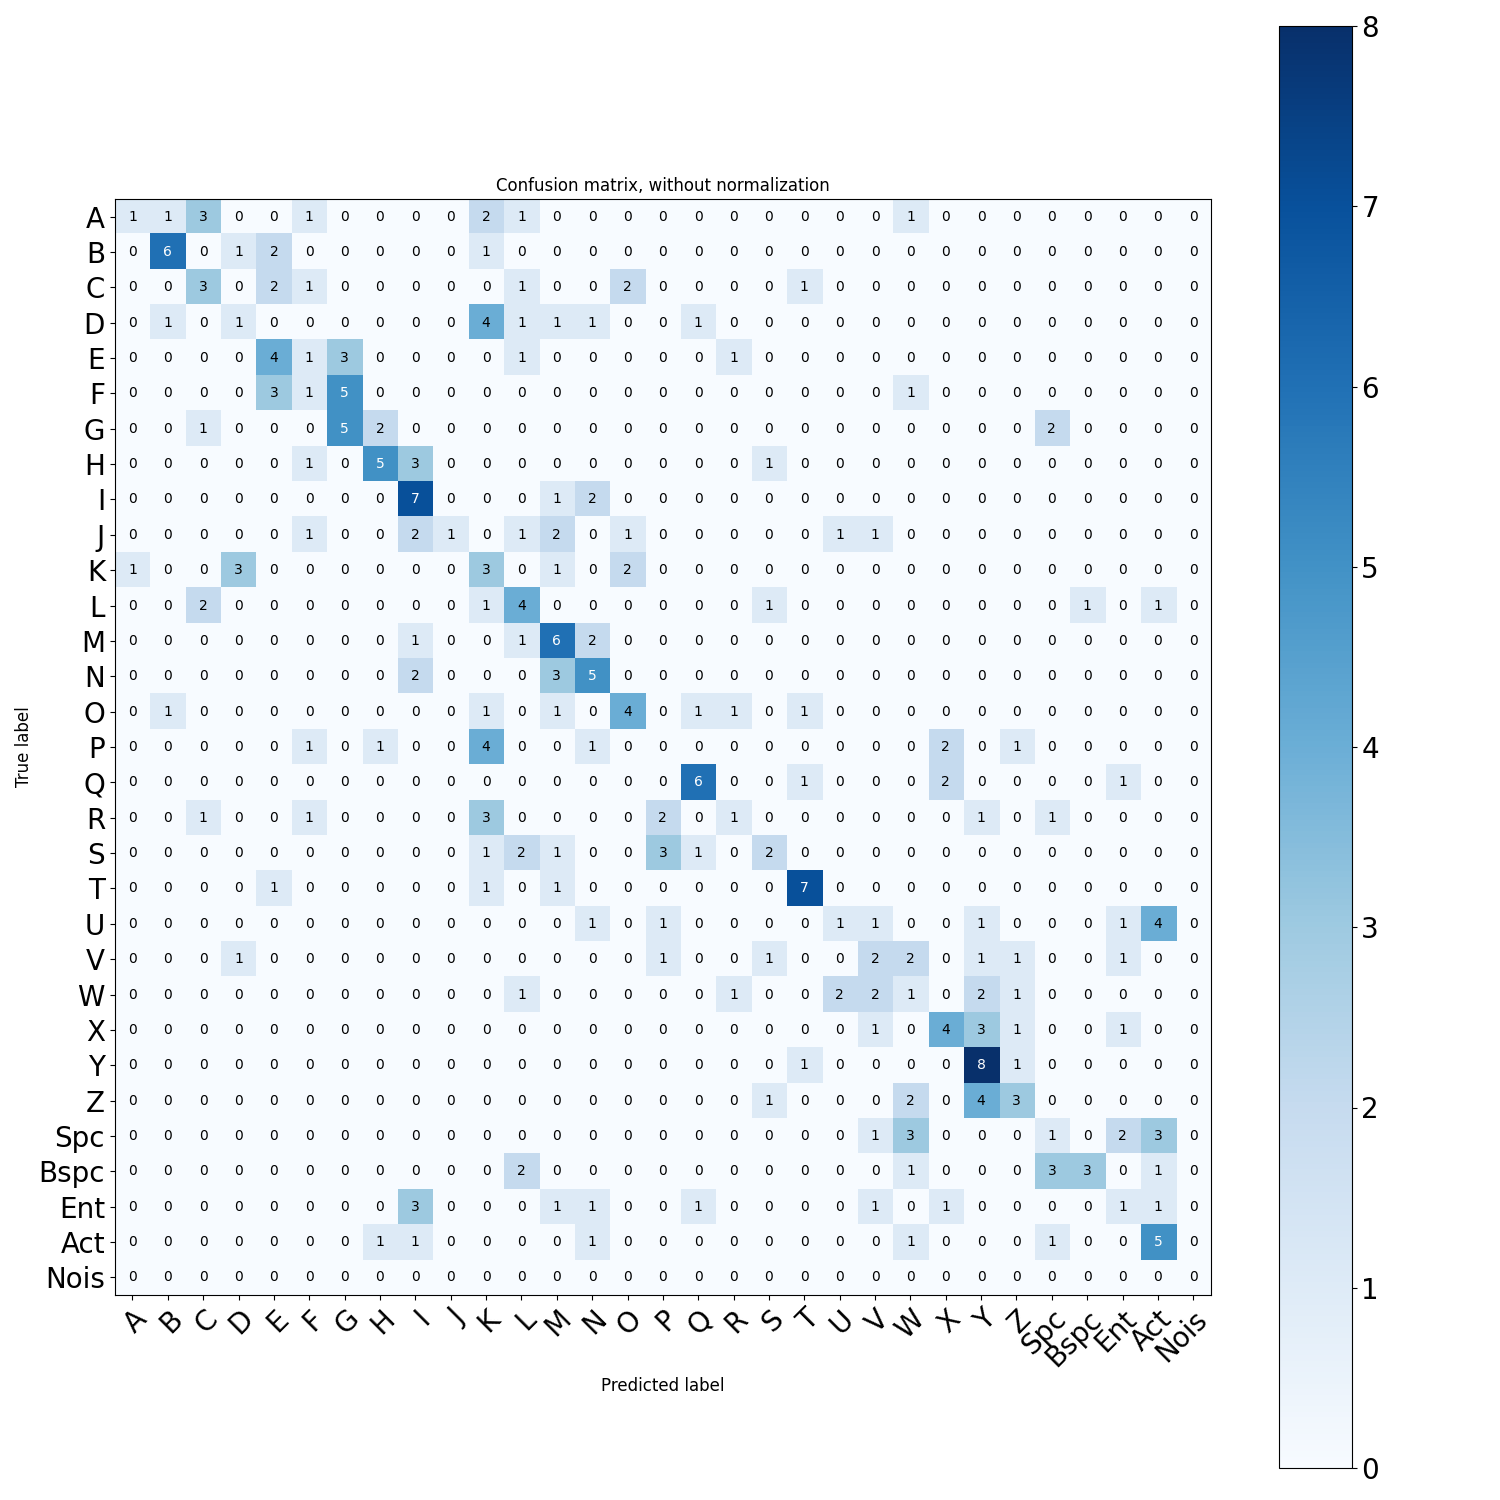 Confusion matrix, without normalization
True label
A 1 1 3 0 0 1 0 0 0 0 2 1 0 0 0 0 0 0 0 0 0 0 1 0 0 0 0 0 0 0 0
B 0 6 0 1 2 0 0 0 0 0 1 0 0 0 0 0 0 0 0 0 0 0 0 0 0 0 0 0 0 0 0
C 0 0 3 0 2 1 0 0 0 0 0 1 0 0 2 0 0 0 0 1 0 0 0 0 0 0 0 0 0 0 0
D 0 1 0 1 0 0 0 0 0 0 4 1 1 1 0 0 1 0 0 0 0 0 0 0 0 0 0 0 0 0 0
E 0 0 0 0 4 1 3 0 0 0 0 1 0 0 0 0 0 1 0 0 0 0 0 0 0 0 0 0 0 0 0
F 0 0 0 0 3 1 5 0 0 0 0 0 0 0 0 0 0 0 0 0 0 0 1 0 0 0 0 0 0 0 0
G 0 0 1 0 0 0 5 2 0 0 0 0 0 0 0 0 0 0 0 0 0 0 0 0 0 0 2 0 0 0 0
H 0 0 0 0 0 1 0 5 3 0 0 0 0 0 0 0 0 0 1 0 0 0 0 0 0 0 0 0 0 0 0
I 0 0 0 0 0 0 0 0 7 0 0 0 1 2 0 0 0 0 0 0 0 0 0 0 0 0 0 0 0 0 0
J 0 0 0 0 0 1 0 0 2 1 0 1 2 0 1 0 0 0 0 0 1 1 0 0 0 0 0 0 0 0 0
K 1 0 0 3 0 0 0 0 0 0 3 0 1 0 2 0 0 0 0 0 0 0 0 0 0 0 0 0 0 0 0
L 0 0 2 0 0 0 0 0 0 0 1 4 0 0 0 0 0 0 1 0 0 0 0 0 0 0 0 1 0 1 0
M 0 0 0 0 0 0 0 0 1 0 0 1 6 2 0 0 0 0 0 0 0 0 0 0 0 0 0 0 0 0 0
N 0 0 0 0 0 0 0 0 2 0 0 0 3 5 0 0 0 0 0 0 0 0 0 0 0 0 0 0 0 0 0
O 0 1 0 0 0 0 0 0 0 0 1 0 1 0 4 0 1 1 0 1 0 0 0 0 0 0 0 0 0 0 0
P 0 0 0 0 0 1 0 1 0 0 4 0 0 1 0 0 0 0 0 0 0 0 0 2 0 1 0 0 0 0 0
Q 0 0 0 0 0 0 0 0 0 0 0 0 0 0 0 0 6 0 0 1 0 0 0 2 0 0 0 0 1 0 0
R 0 0 1 0 0 1 0 0 0 0 3 0 0 0 0 2 0 1 0 0 0 0 0 0 1 0 1 0 0 0 0
S 0 0 0 0 0 0 0 0 0 0 1 2 1 0 0 3 1 0 2 0 0 0 0 0 0 0 0 0 0 0 0
T 0 0 0 0 1 0 0 0 0 0 1 0 1 0 0 0 0 0 0 7 0 0 0 0 0 0 0 0 0 0 0
U 0 0 0 0 0 0 0 0 0 0 0 0 0 1 0 1 0 0 0 0 1 1 0 0 1 0 0 0 1 4 0
V 0 0 0 1 0 0 0 0 0 0 0 0 0 0 0 1 0 0 1 0 0 2 2 0 1 1 0 0 1 0 0
W 0 0 0 0 0 0 0 0 0 0 0 1 0 0 0 0 0 1 0 0 2 2 1 0 2 1 0 0 0 0 0
X 0 0 0 0 0 0 0 0 0 0 0 0 0 0 0 0 0 0 0 0 0 1 0 4 3 1 0 0 1 0 0
Y 0 0 0 0 0 0 0 0 0 0 0 0 0 0 0 0 0 0 0 1 0 0 0 0 8 1 0 0 0 0 0
Z 0 0 0 0 0 0 0 0 0 0 0 0 0 0 0 0 0 0 1 0 0 0 2 0 4 3 0 0 0 0 0
Spc 0 0 0 0 0 0 0 0 0 0 0 0 0 0 0 0 0 0 0 0 0 1 3 0 0 0 1 0 2 3 0
Bspc 0 0 0 0 0 0 0 0 0 0 0 2 0 0 0 0 0 0 0 0 0 0 1 0 0 0 3 3 0 1 0
Ent 0 0 0 0 0 0 0 0 3 0 0 0 1 1 0 0 1 0 0 0 0 1 0 1 0 0 0 0 1 1 0
Act 0 0 0 0 0 0 0 1 1 0 0 0 0 1 0 0 0 0 0 0 0 0 1 0 0 0 1 0 0 5 0
Nois 0 0 0 0 0 0 0 0 0 0 0 0 0 0 0 0 0 0 0 0 0 0 0 0 0 0 0 0 0 0 0
A B C D E F G H I J K L M N O P Q R S T U V W X Y Z Spc Bspc Ent Act Nois
Predicted label
8
7
6
5
4
3
2
1
0